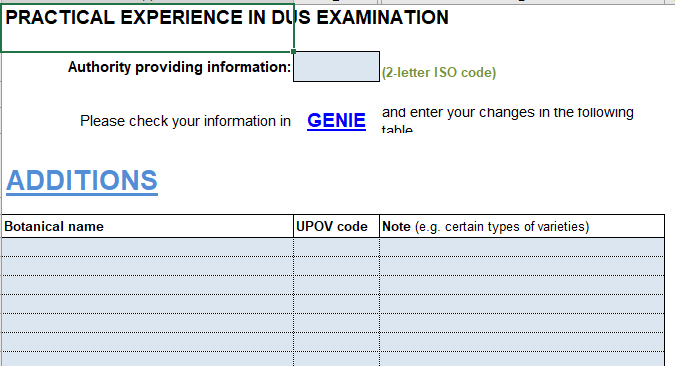 PRACTICAL EXPERIENCE IN DUS EXAMINATION
Authority providing information:
(2-letter ISO code)
Please check your information in GENIE and enter your changes in the following
table
ADDITIONS
Botanical name UPOV code Note (e.g. certain types of varieties)